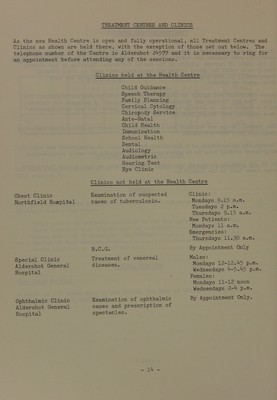 TREATMENT CENTRES AND CLINICS
As the new Health Centre is open and fully operational, all Treatment Centres and
Clinics as shown are held there, with the exception of those set out below. The
telephone number of the Centre is Aldershot 24577 and it is necessary to ring for
an appointment before attending any of the sessions.
Clinics held at the Health Centre
Child Guidance
Speech Therapy
Family Planning
Cervical Cytology
Chiropody Service
Ante-Natal
Child Health
Immunisation
School Health
Dental
Audiology
Audiometric
Hearing Test
Eye Clinic
Clinics not held at the Health Centre
Chest Clinic
Northfield Hospital
Examination of suspected
cases of tuberculosis.
Clinic:
Mondays 9.15 a.m.
Tuesdays 2 p.m.
Thursdays 9.15 a.m.
New Patients:
Mondays 11 a.m.
Emergencies:
Thursdays 11.30 a.m.
B.C.G.
By Appointment Only
Special Clinic
Aldershot General
Hospital
Treatment of venereal
diseases.
Males:
Mondays 12-12.45 p.m.
Wednesdays 4-5.45 p.m.
Females:
Mondays 11-12 noon
Wednesdays 2-4 p.m.
Ophthalmic Clinic
Aldershot General
Hospital
Examination of ophthalmic
cases and prescription of
spectacles.
By Appointment Only.
- 14 -